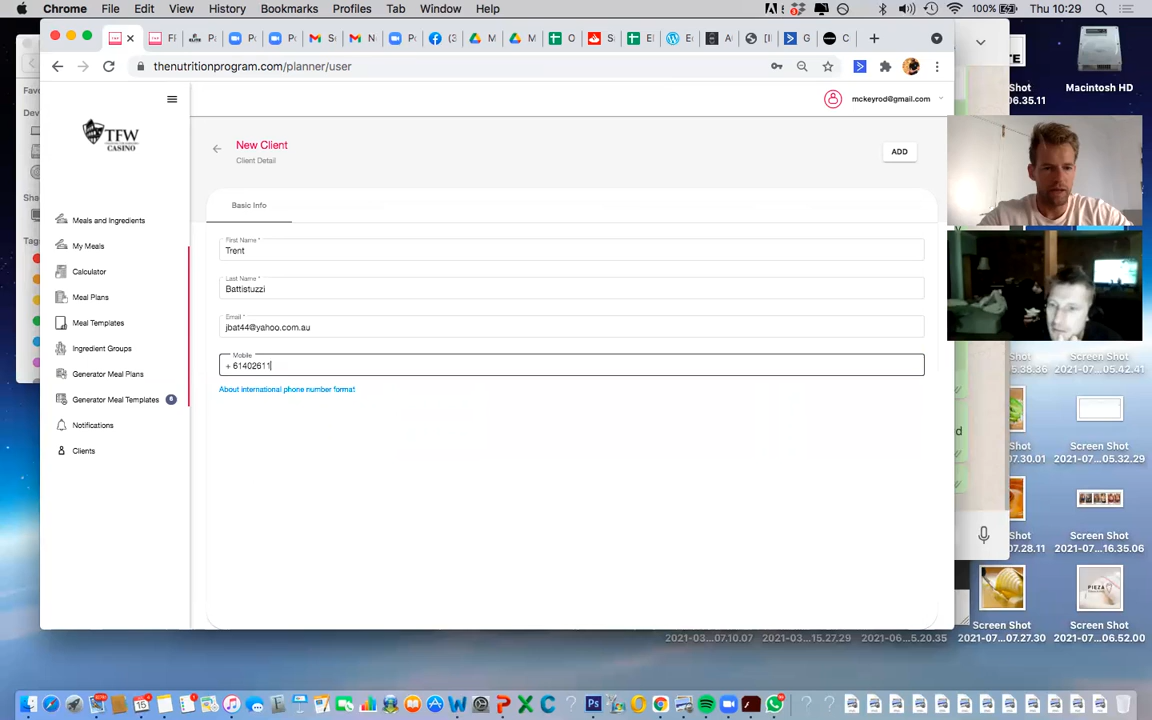 Chrome File Edit View History Bookmarks Profiles Tab Window Help 100% Thu 10:29
thenutritionprogram.com/planner/user
mckeyrod@gmail.com
TFW
CASINO
Meals and Ingredients
My Meals
Calculator
Meal Plans
Meal Templates
Ingredient Groups
Generator Meal Plans
Generator Meal Templates 6
Notifications
Clients
New Client
Client Detail
ADD
Basic Info
First Name *
Trent
Last Name *
Battistuzzi
Email *
jbat44@yahoo.com.au
Mobile
+ 61402611
About international phone number format
Macintosh HD
Screen Shot
2021-07...05.42.41
Screen Shot
2021-07...05.32.29
Screen Shot
2021-07...16.35.06
Screen Shot
2021-07...06.52.00
Screen Shot
2021-07...07.27.30
2021-03...07.10.07 2021-03...15.27.29 2021-06...5.20.35